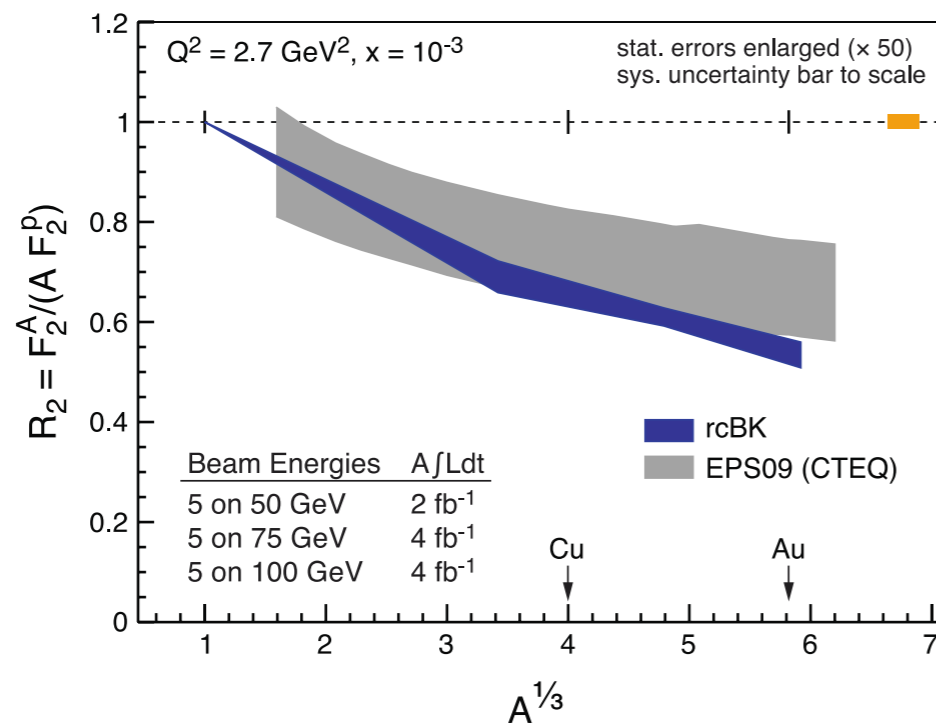 Q² = 2.7 GeV², x = 10⁻³
stat. errors enlarged (× 50)
sys. uncertainty bar to scale
R₂ = F₂ᴬ/(A F₂ᵖ)
1.2
1
0.8
0.6
0.4
0.2
0
rcBK
EPS09 (CTEQ)
Beam Energies A∫Ldt
5 on 50 GeV 2 fb⁻¹
5 on 75 GeV 4 fb⁻¹
5 on 100 GeV 4 fb⁻¹
Cu Au
1 2 3 4 5 6 7
A^⅓